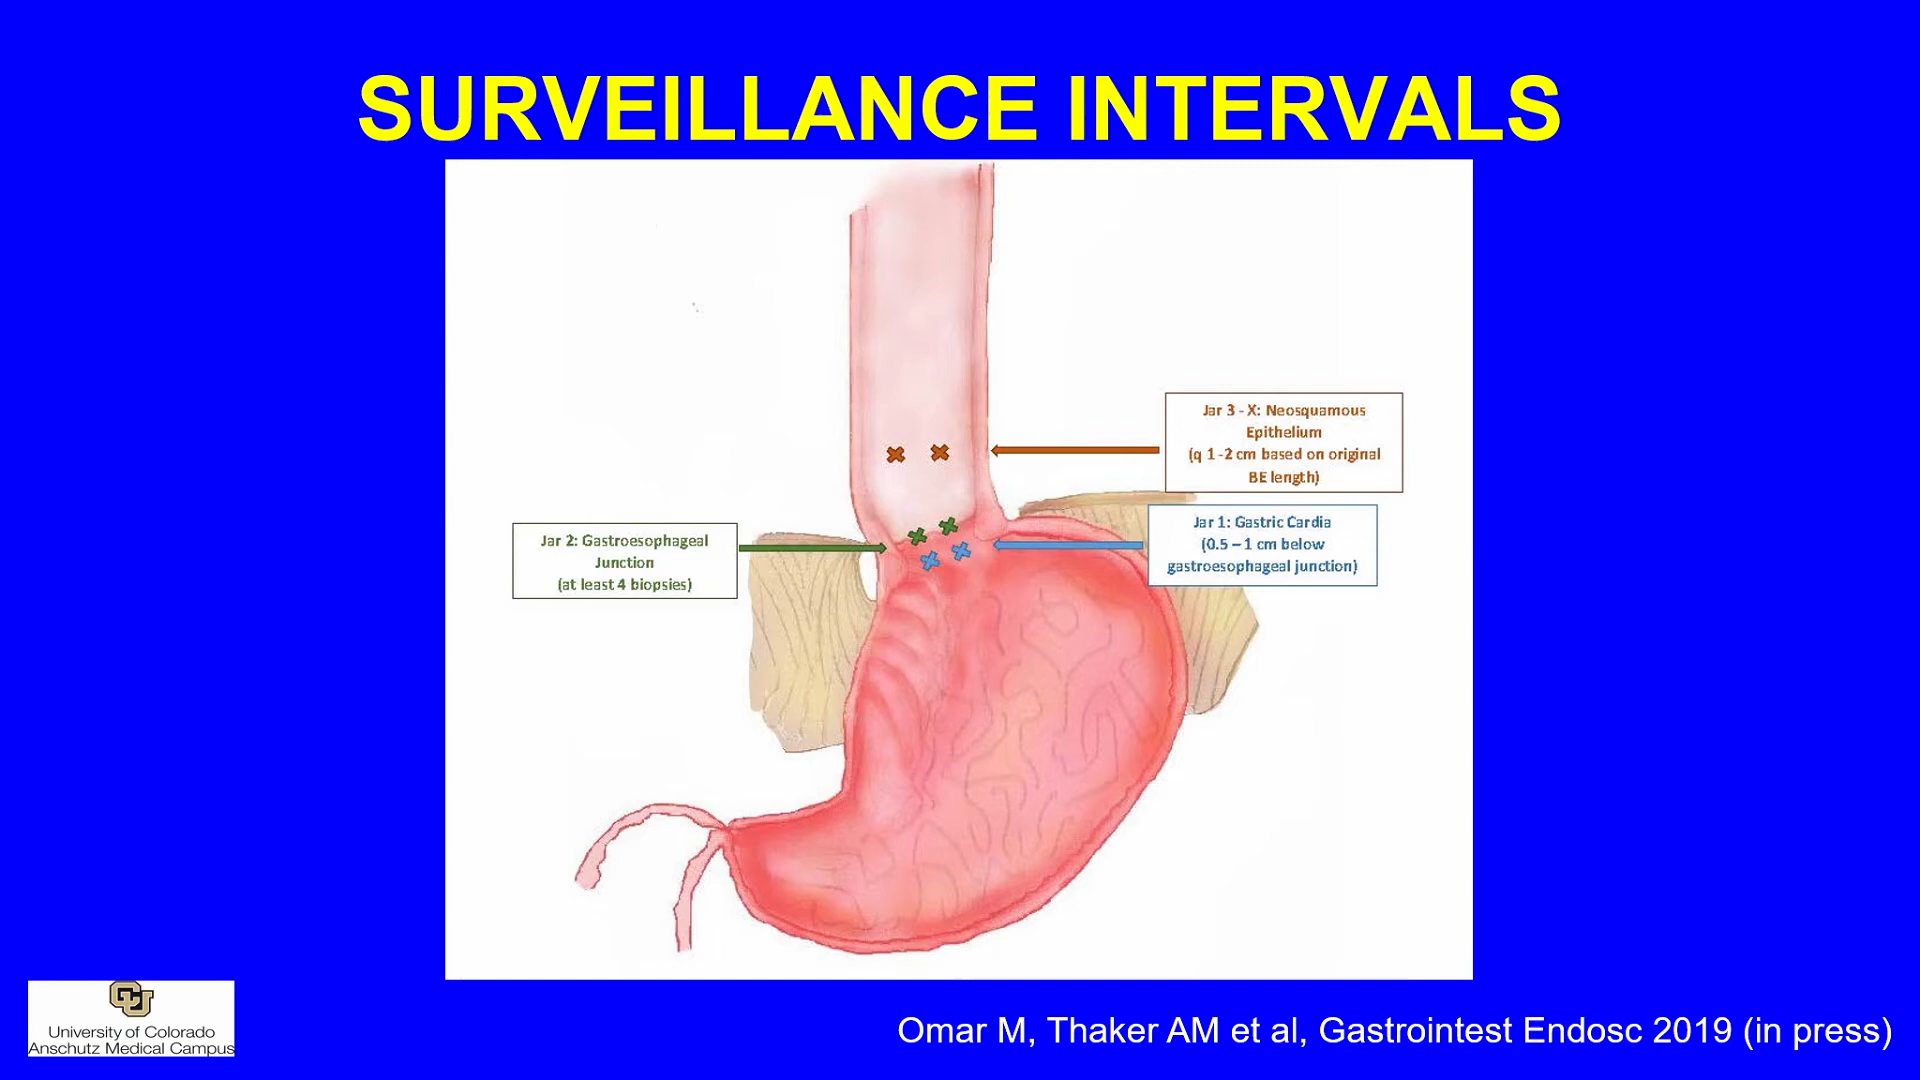 SURVEILLANCE INTERVALS
Jar 3 - X: Neosquamous
Epithelium
(q 1 -2 cm based on original
BE length)
Jar 1: Gastric Cardia
(0.5 – 1 cm below
gastroesophageal junction)
Jar 2: Gastroesophageal
Junction
(at least 4 biopsies)
CU
University of Colorado
Anschutz Medical Campus
Omar M, Thaker AM et al, Gastrointest Endosc 2019 (in press)